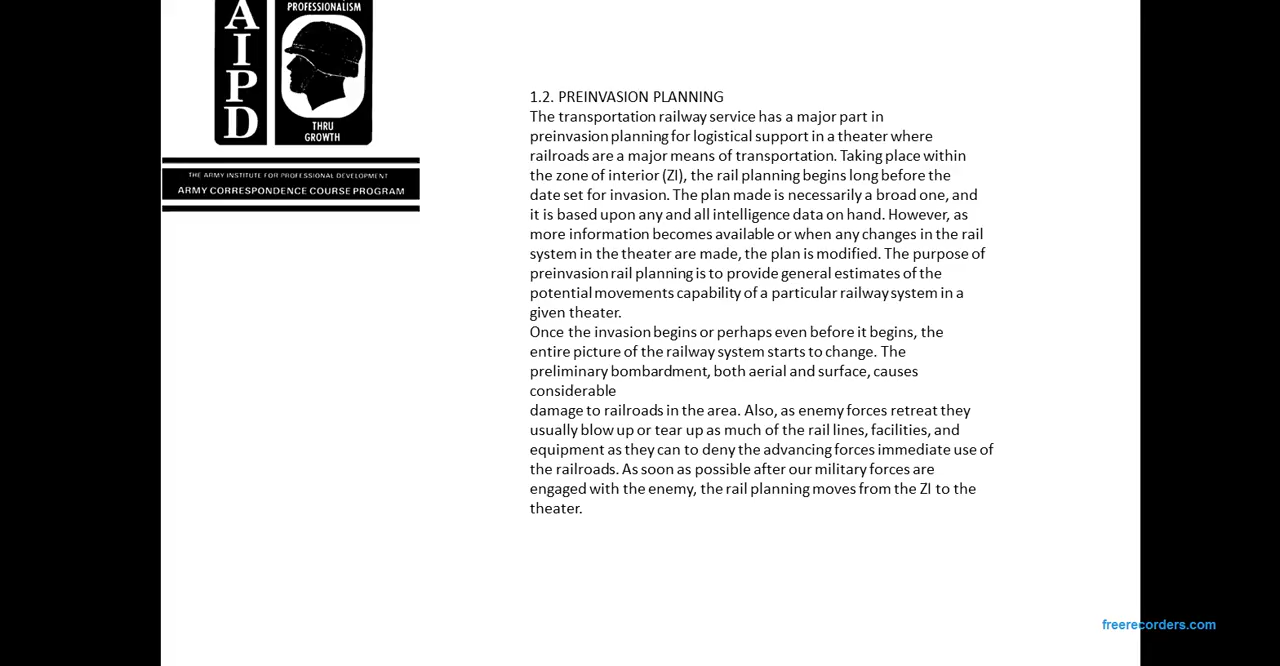 A
I
P
D
PROFESSIONALISM
THRU
GROWTH
THE ARMY INSTITUTE FOR PROFESSIONAL DEVELOPMENT
ARMY CORRESPONDENCE COURSE PROGRAM
1.2. PREINVASION PLANNING
The transportation railway service has a major part in
preinvasion planning for logistical support in a theater where
railroads are a major means of transportation. Taking place within
the zone of interior (ZI), the rail planning begins long before the
date set for invasion. The plan made is necessarily a broad one, and
it is based upon any and all intelligence data on hand. However, as
more information becomes available or when any changes in the rail
system in the theater are made, the plan is modified. The purpose of
preinvasion rail planning is to provide general estimates of the
potential movements capability of a particular railway system in a
given theater.
Once the invasion begins or perhaps even before it begins, the
entire picture of the railway system starts to change. The
preliminary bombardment, both aerial and surface, causes
considerable
damage to railroads in the area. Also, as enemy forces retreat they
usually blow up or tear up as much of the rail lines, facilities, and
equipment as they can to deny the advancing forces immediate use of
the railroads. As soon as possible after our military forces are
engaged with the enemy, the rail planning moves from the ZI to the
theater.
freerecorders.com